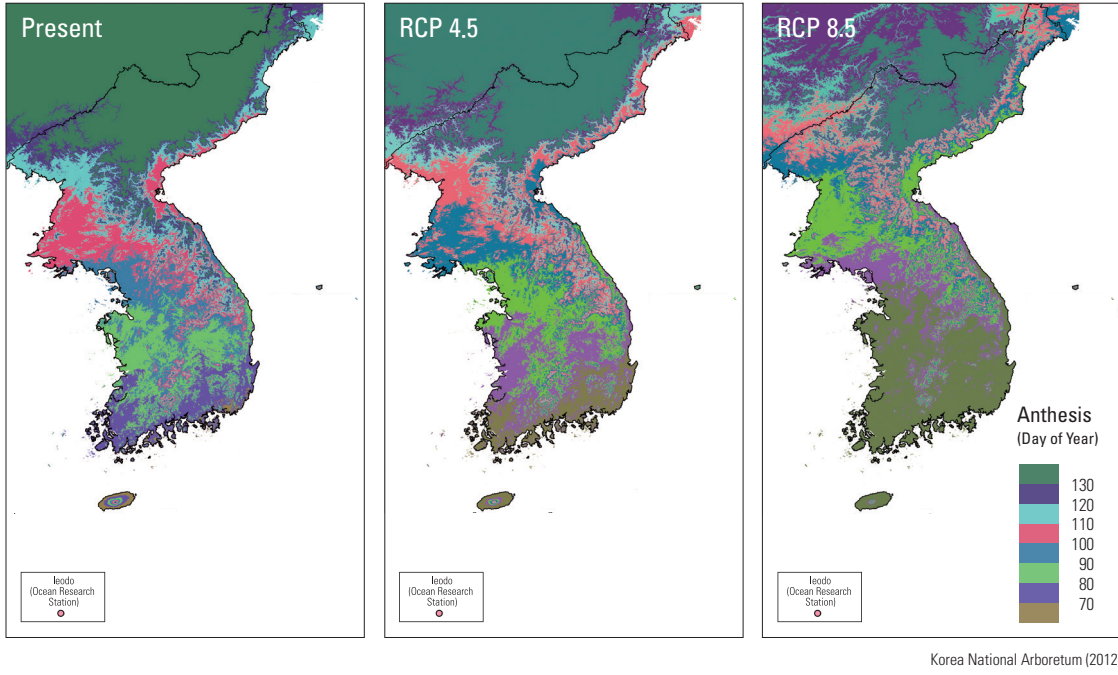 Present
RCP 4.5
RCP 8.5
Anthesis
(Day of Year)
130
120
110
100
90
80
70
Ieodo
(Ocean Research
Station)
Ieodo
(Ocean Research
Station)
Ieodo
(Ocean Research
Station)
Korea National Arboretum (2012